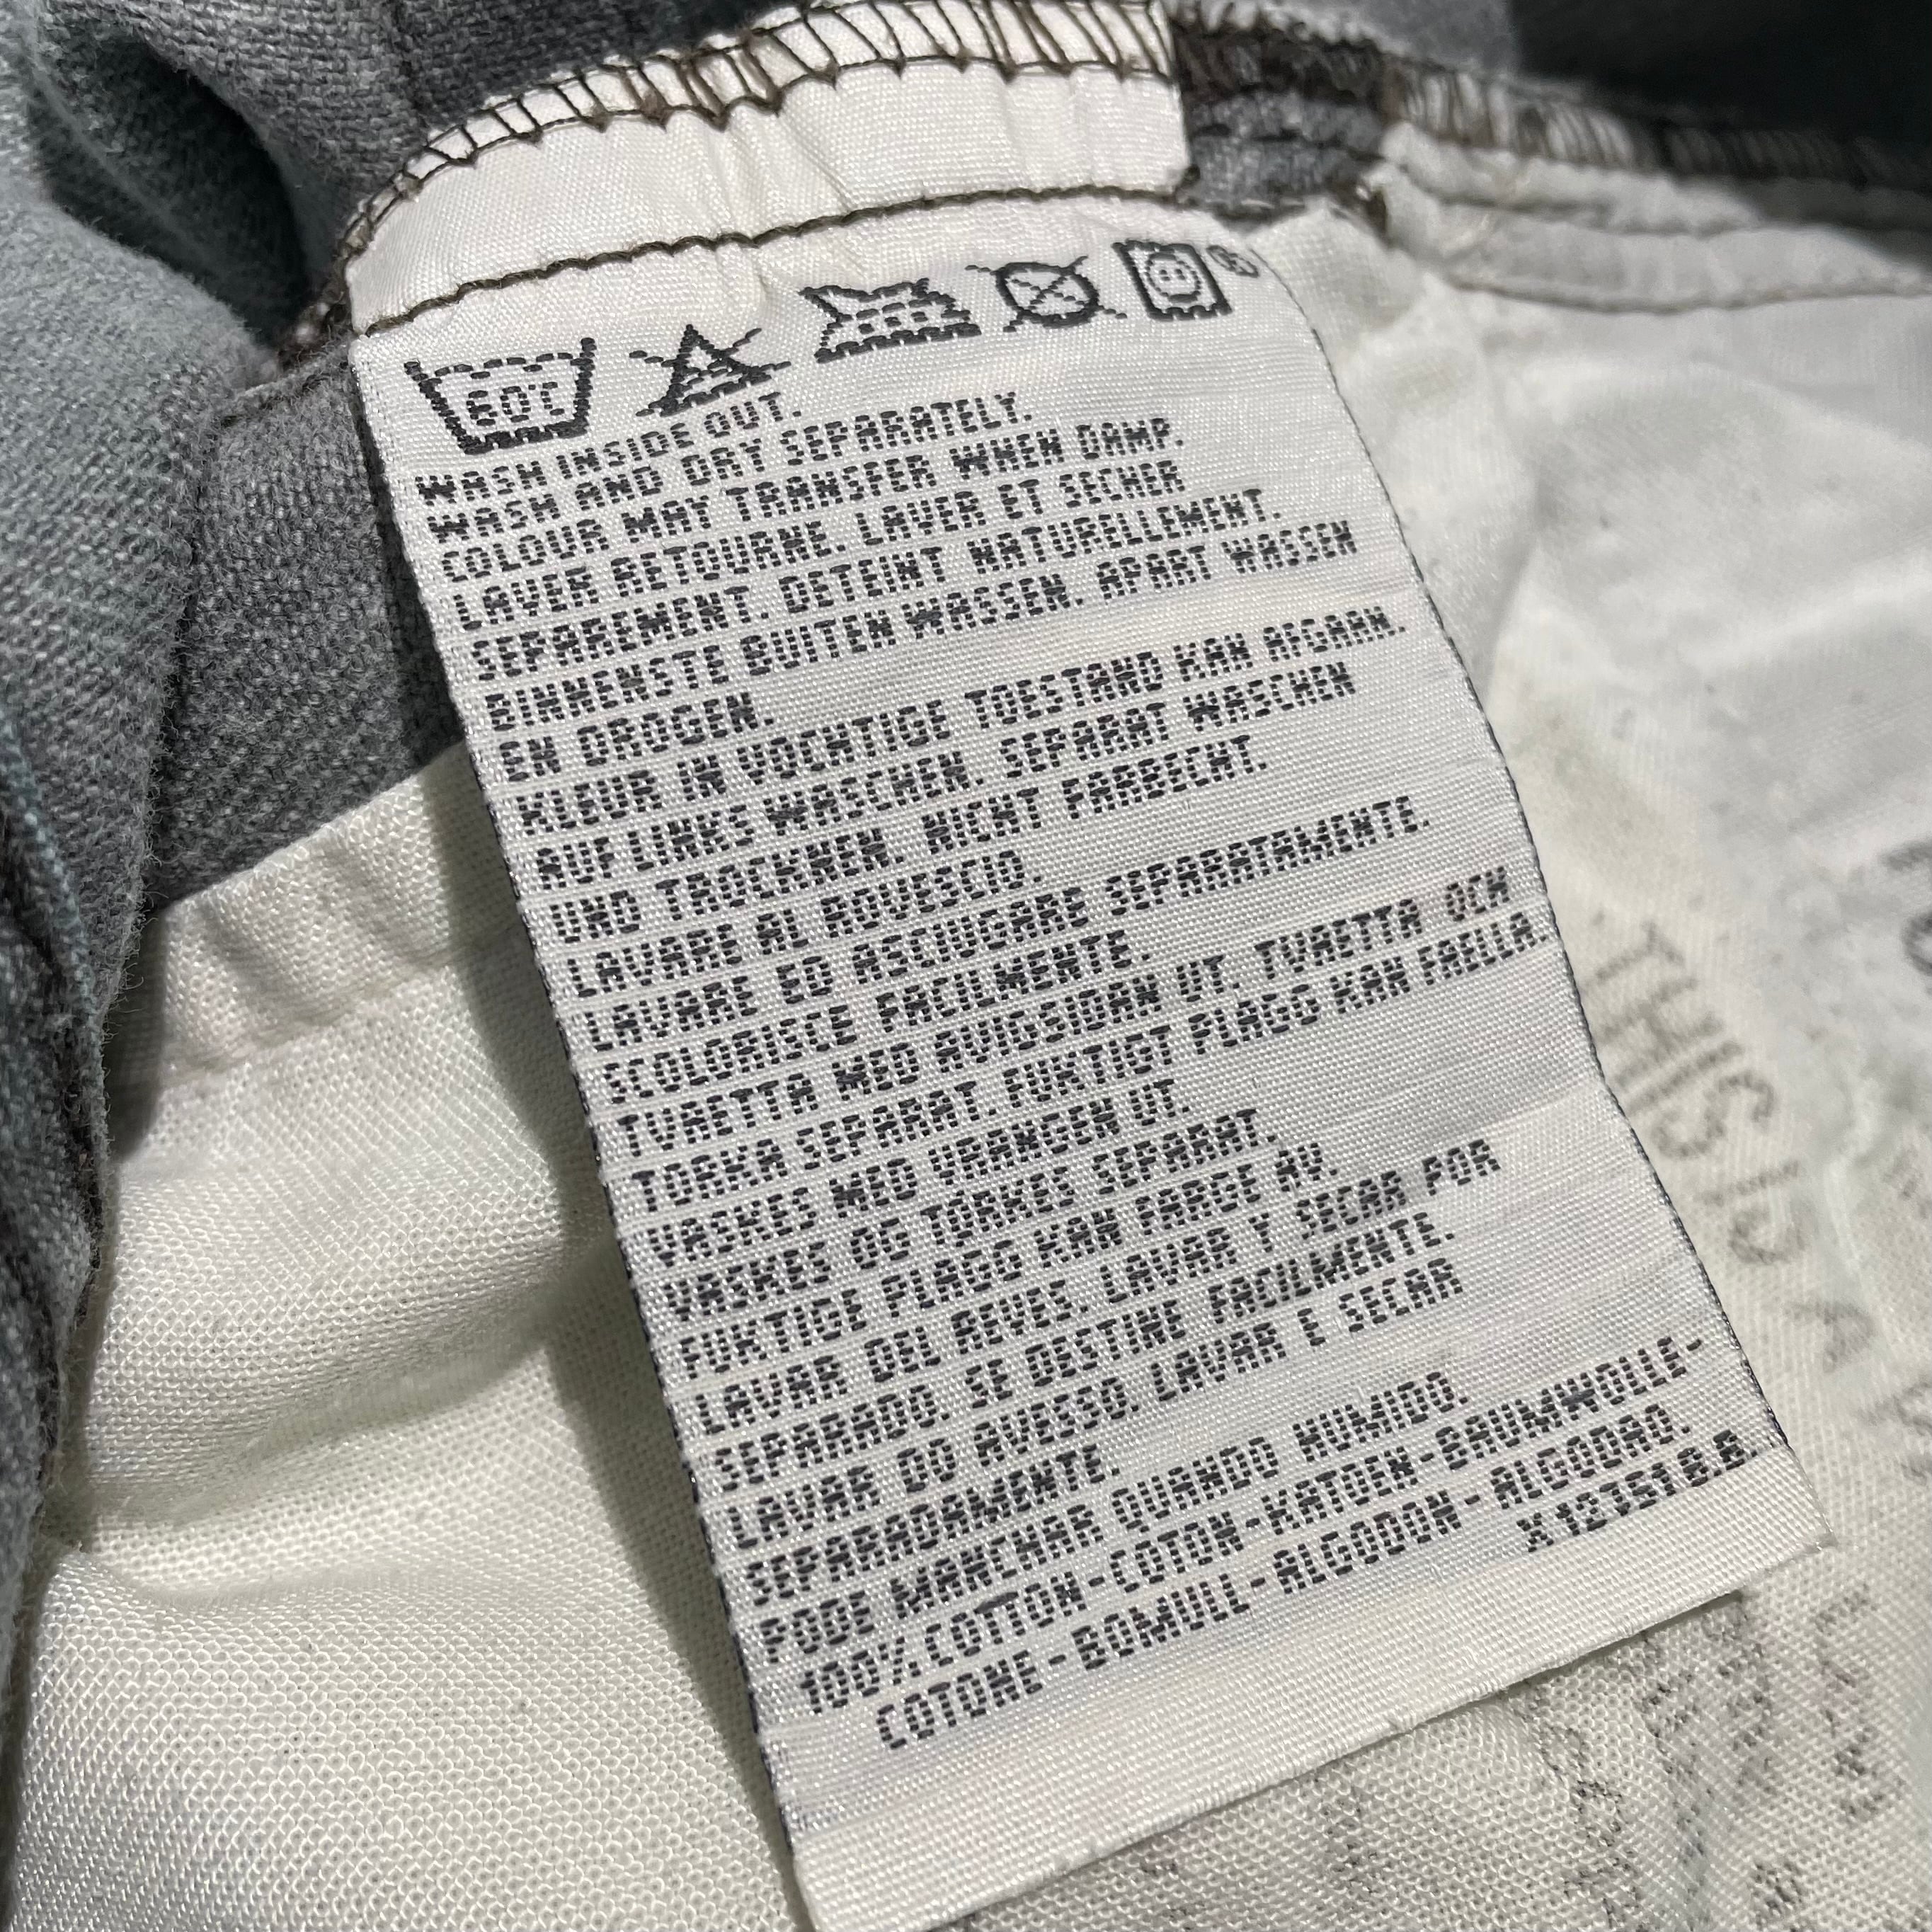 60°C
WASH INSIDE OUT.
WASH AND DRY SEPARATELY.
COLOUR MAY TRANSFER WHEN DAMP.
LAVER RETOURNE. LAVER ET SECHER
SEPAREMENT. DETEINT NATURELLEMENT.
BINNENSTE BUITEN WASSEN. APART WASSEN
EN DROGEN.
KLEUR IN VOCHTIGE TOESTAND KAN AFGAAN.
AUF LINKS WASCHEN. SEPARAT WASCHEN
UND TROCKNEN. NICHT FARBECHT.
LAVARE AL ROVESCIO.
LAVARE ED ASCIUGARE SEPARATAMENTE.
SCOLORISCE FACILMENTE.
TVAETTA MED AVIGSIDAN UT. TVAETTA OCH
TORKA SEPARAT. FUKTIGT PLAGG KAN FAELLA.
VASKES MED VRANGEN UT.
VASKES OG TORKES SEPARAT.
FUKTIGE PLAGG KAN FARGE AV.
LAVAR DEL REVES. LAVAR Y SECAR POR
SEPARADO. SE DESTINE FACILMENTE.
LAVAR DO AVESSO. LAVAR E SECAR
SEPARADAMENTE.
PODE MANCHAR QUANDO HUMIDO.
100% COTTON-COTON-KATOEN-BAUMWOLLE-
COTONE-BOMULL-ALGODON-ALGODAO.
THIS IS A